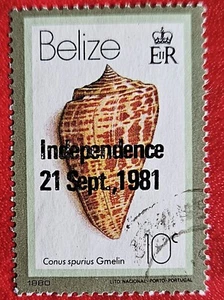 Belize
EIIR
Independence
21 Sept., 1981
Conus spurius Gmelin
10c
1980
LITO NACIONAL-PORTO-PORTUGAL